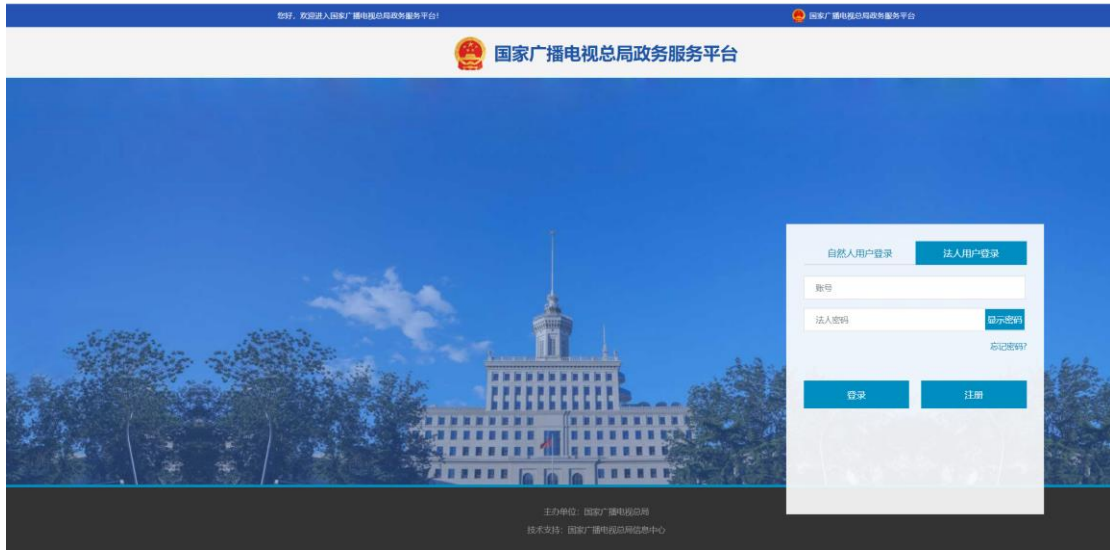 您好，欢迎进入国家广播电视总局政务服务平台！
国家广播电视总局政务服务平台
国家广播电视总局政务服务平台
自然人用户登录
法人用户登录
账号
法人密码
显示密码
忘记密码?
登录
注册
主办单位：国家广播电视总局
技术支持：国家广播电视总局信息中心